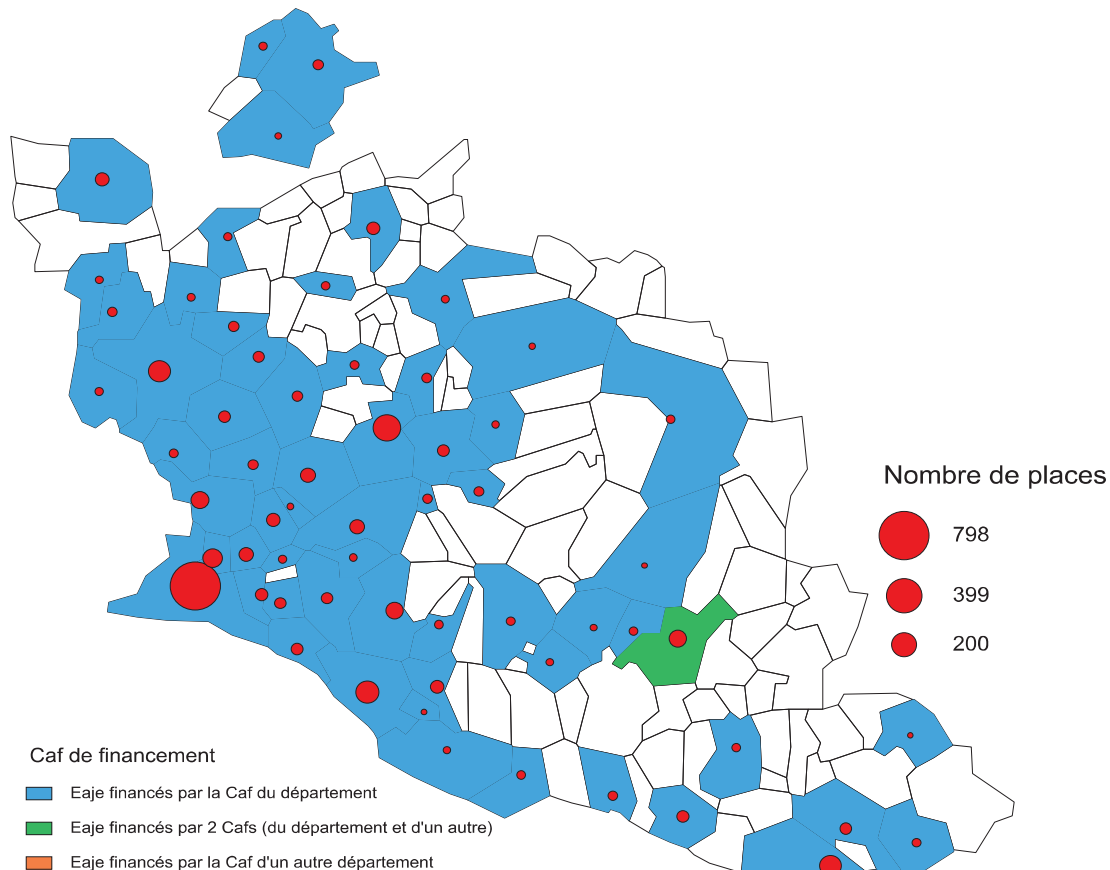 Nombre de places
798
399
200
Caf de financement
Eaje financés par la Caf du département
Eaje financés par 2 Cafs (du département et d'un autre)
Eaje financés par la Caf d'un autre département